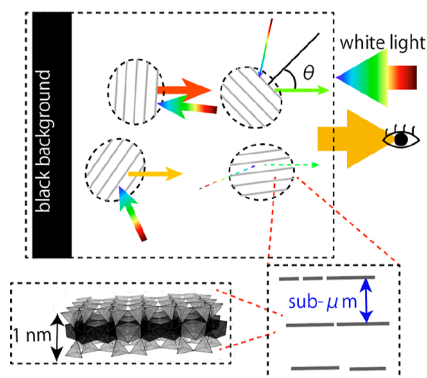 black background
θ
white light
1 nm
sub-μm